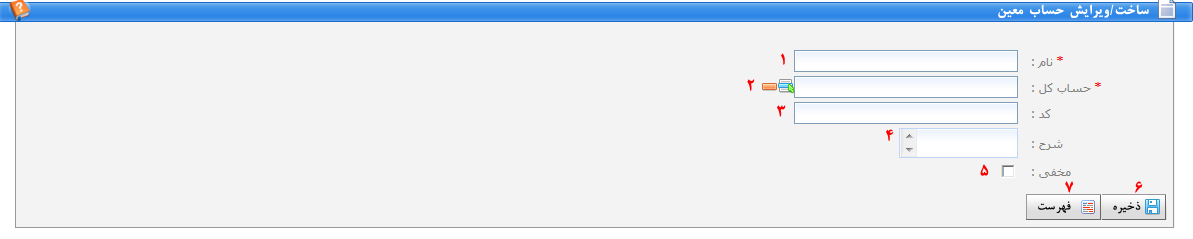 ساخت/ویرایش حساب معین
* نام : ۱
* حساب کل : ۲
کد : ۳
شرح : ۴
مخفی : ۵
۶ ۷
ذخیره فهرست